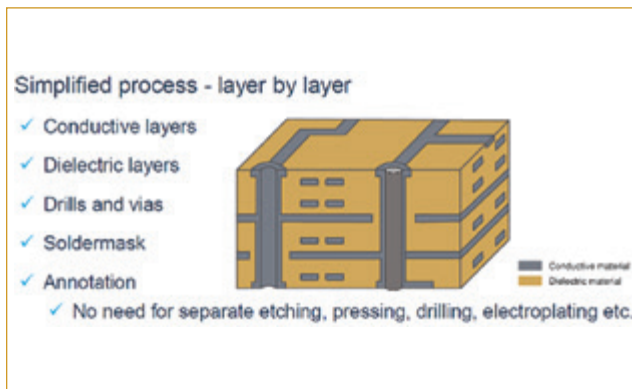 Simplified process - layer by layer
✓ Conductive layers
✓ Dielectric layers
✓ Drills and vias
✓ Soldermask
✓ Annotation
✓ No need for separate etching, pressing, drilling, electroplating etc.
Conductive material
Dielectric material